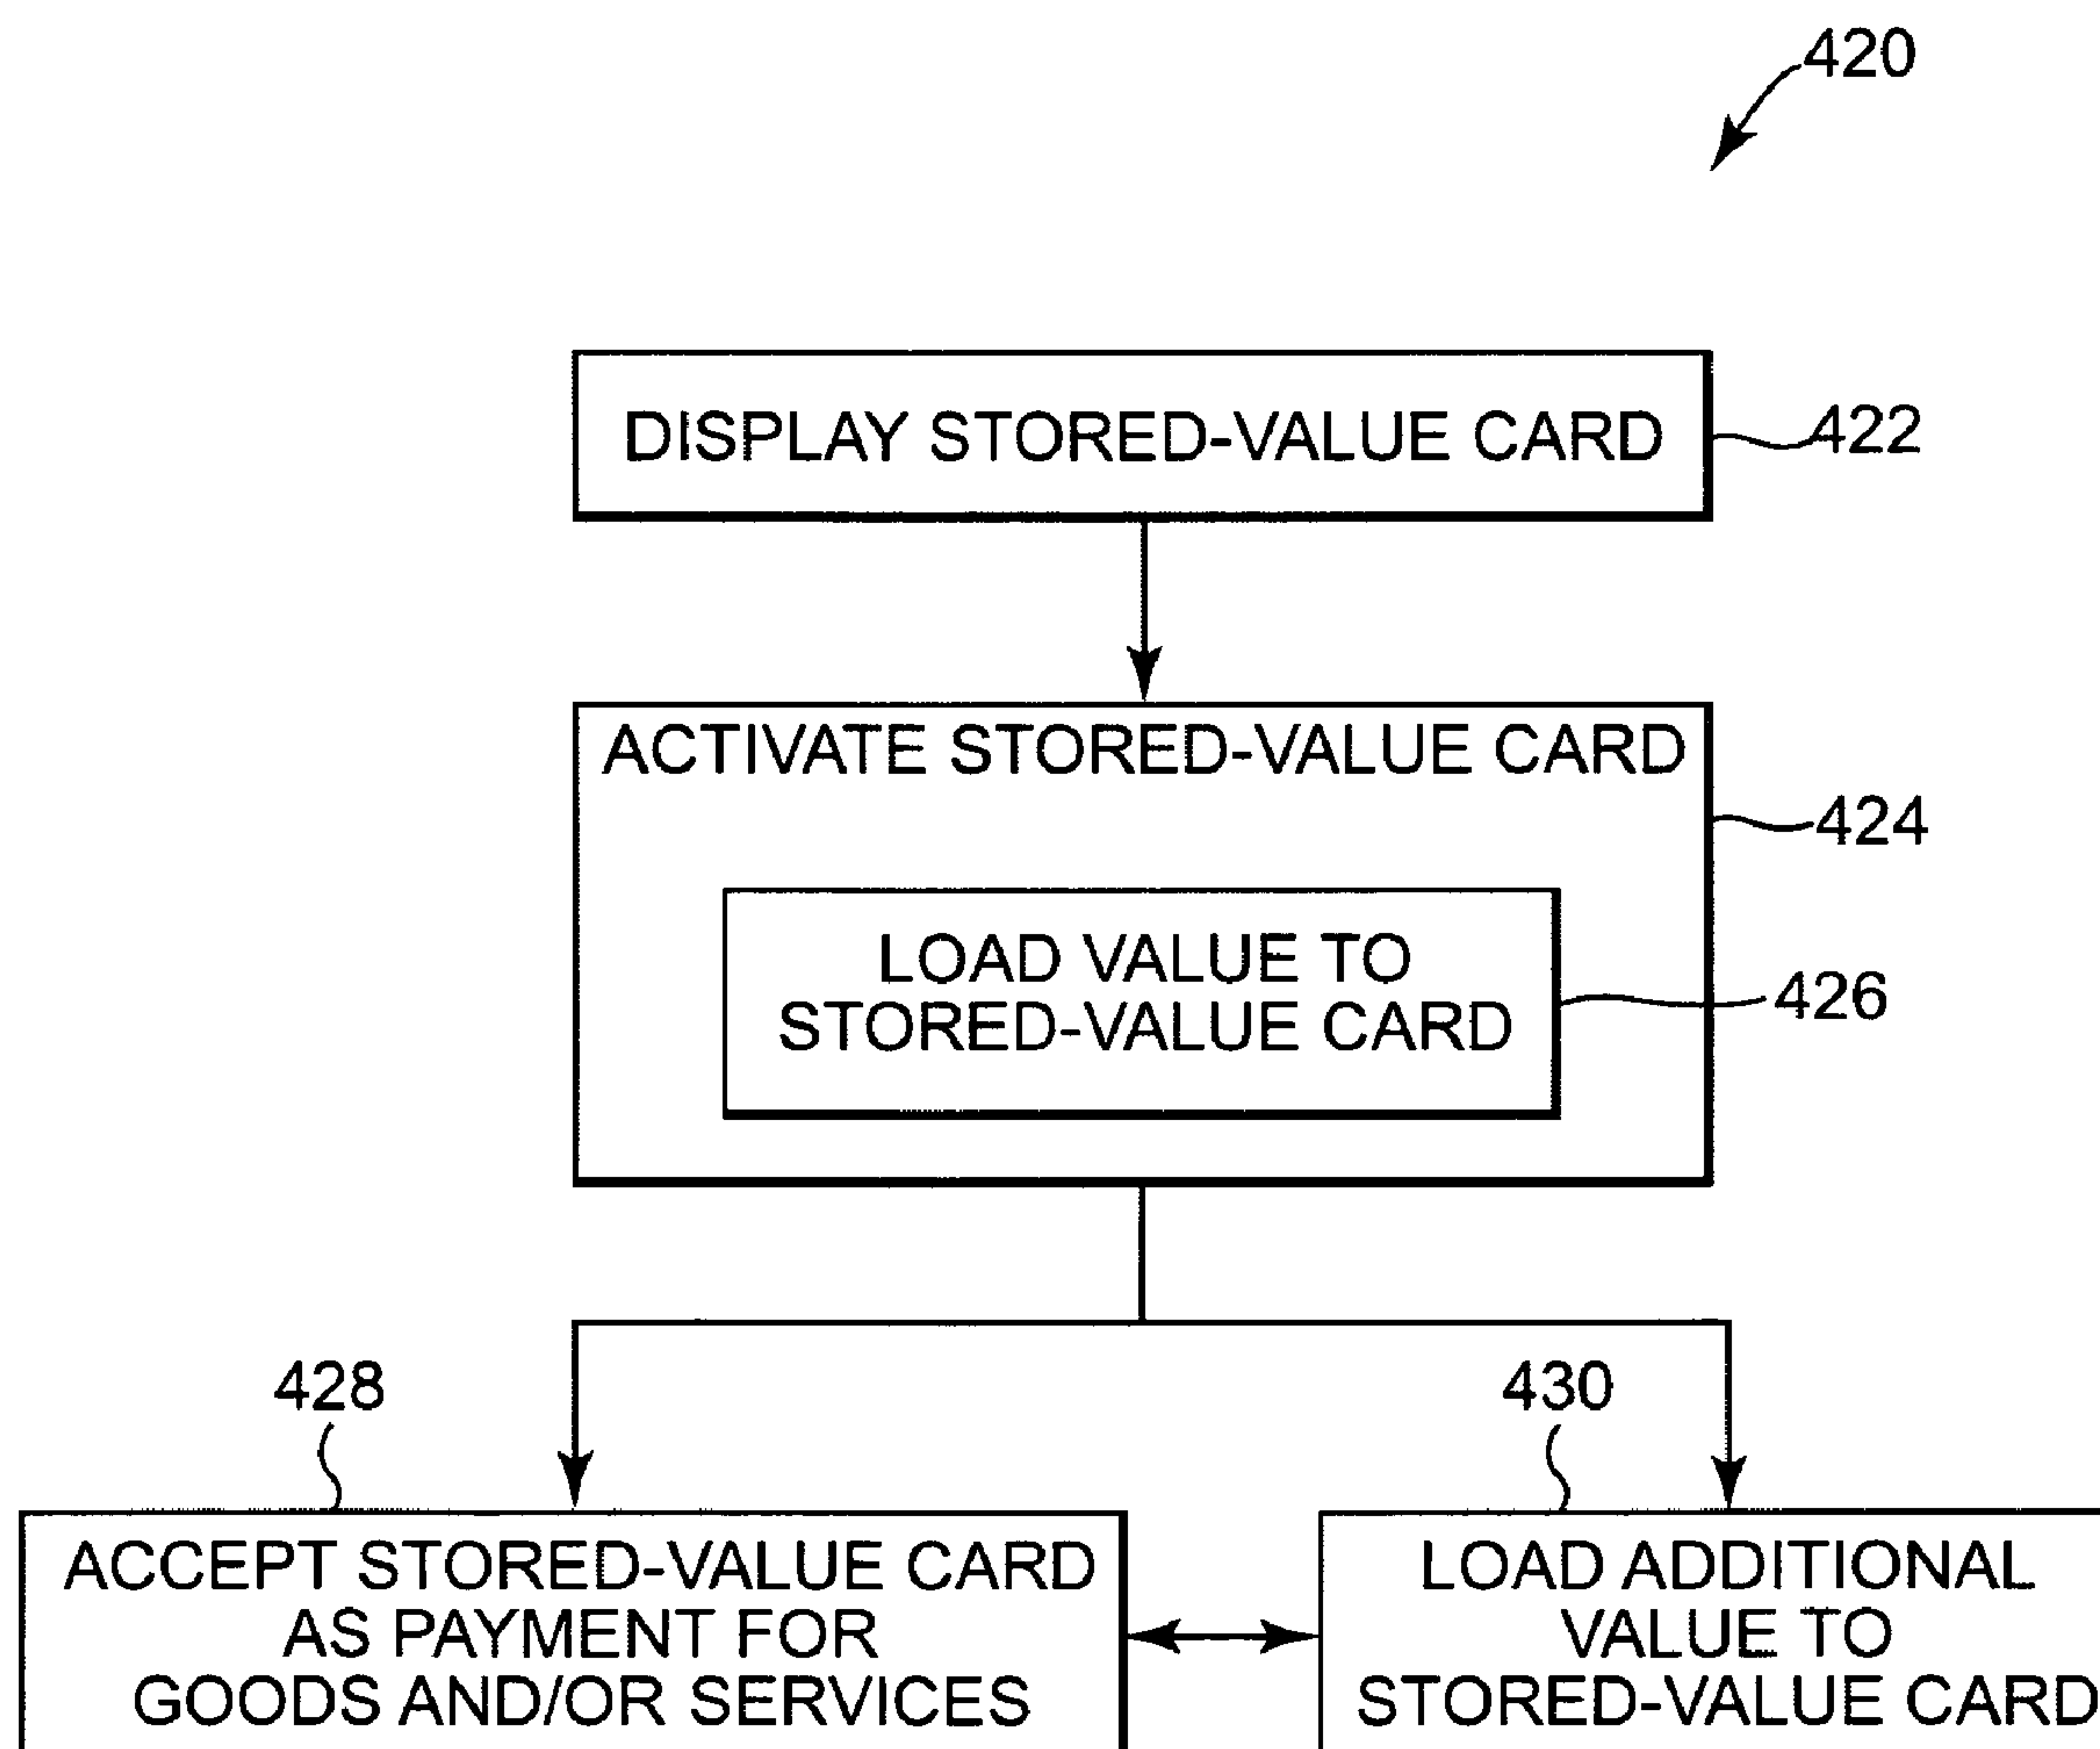 420
DISPLAY STORED-VALUE CARD
422
ACTIVATE STORED-VALUE CARD
424
LOAD VALUE TO
STORED-VALUE CARD
426
428
430
ACCEPT STORED-VALUE CARD
AS PAYMENT FOR
GOODS AND/OR SERVICES
LOAD ADDITIONAL
VALUE TO
STORED-VALUE CARD